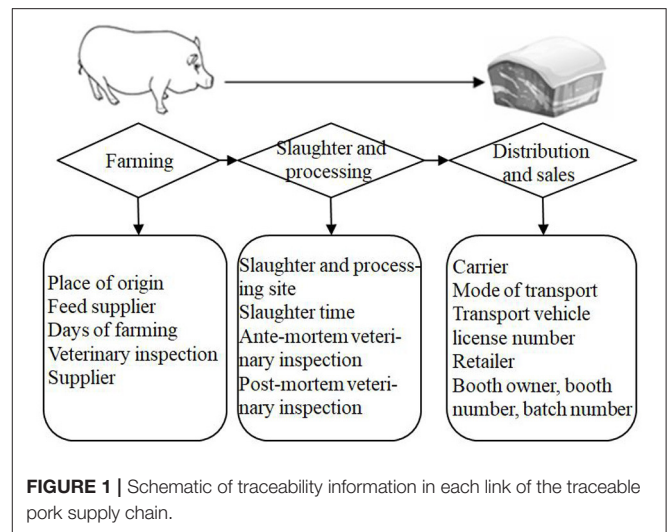 Farming
Slaughter and
processing
Distribution
and sales
Place of origin
Feed supplier
Days of farming
Veterinary inspection
Supplier
Slaughter and process-
ing site
Slaughter time
Ante-mortem veteri-
nary inspection
Post-mortem veteri-
nary inspection
Carrier
Mode of transport
Transport vehicle
license number
Retailer
Booth owner, booth
number, batch number
FIGURE 1 | Schematic of traceability information in each link of the traceable
pork supply chain.